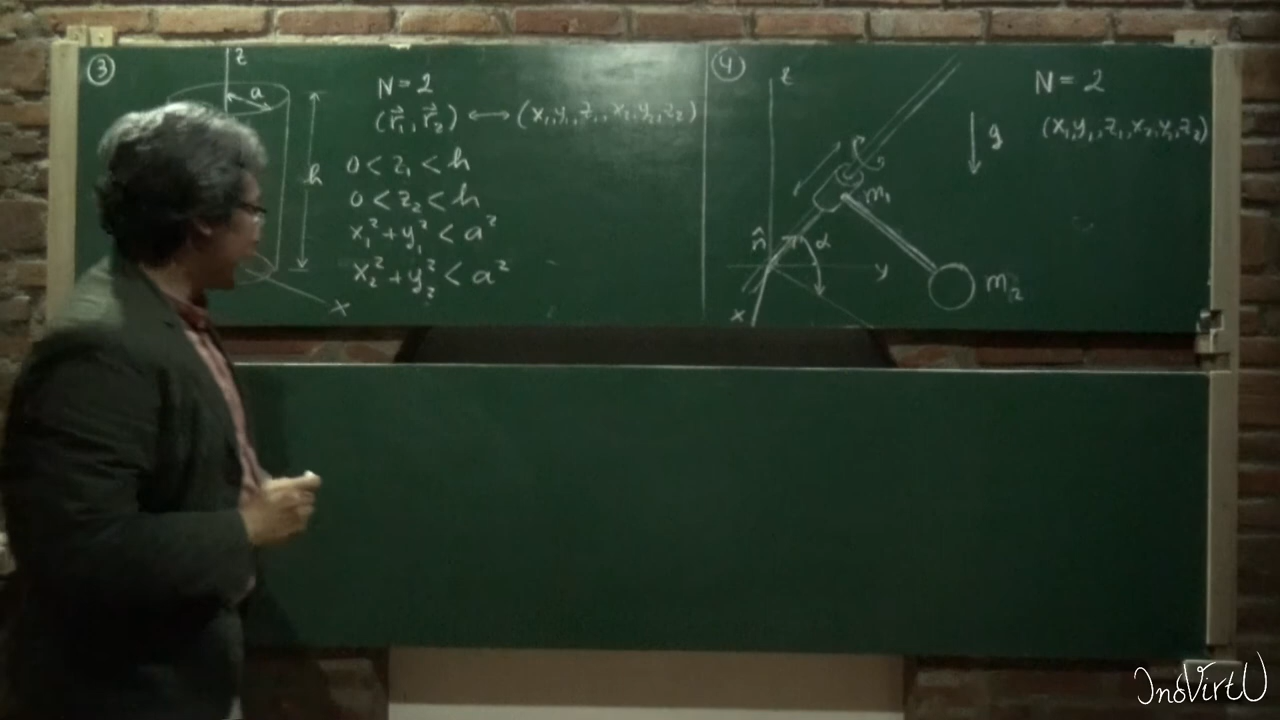 ③
z
a
h
x
N = 2
(r⃗₁, r⃗₂) ⟷ (x₁, y₁, z₁, x₂, y₂, z₂)
0 < z₁ < h
0 < z₂ < h
x₁² + y₁² < a²
x₂² + y₂² < a²
④
z
m₁
n̂
α
y
x
m₂
g
N = 2
(x₁, y₁, z₁, x₂, y₂, z₂)
InoVirtU